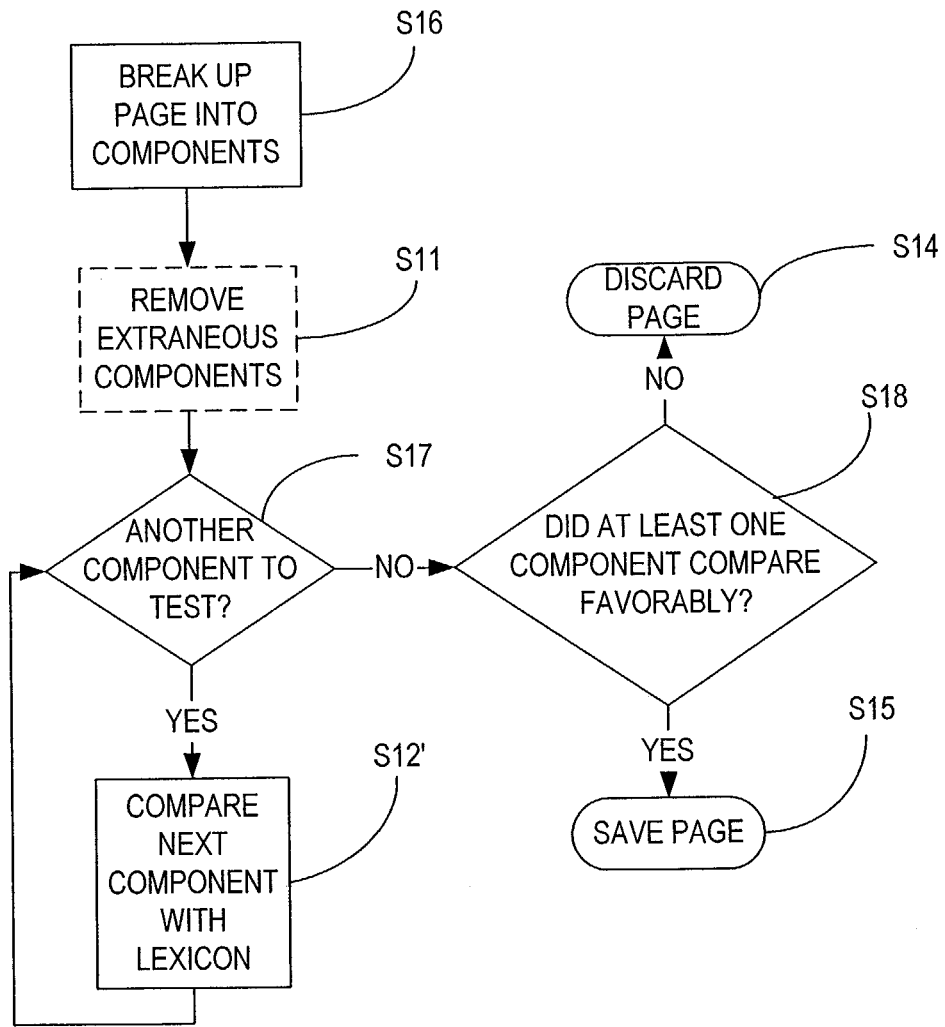 S16
BREAK UP
PAGE INTO
COMPONENTS
S11
REMOVE
EXTRANEOUS
COMPONENTS
S17
ANOTHER
COMPONENT TO
TEST?
NO
YES
S12'
COMPARE
NEXT
COMPONENT
WITH
LEXICON
S14
DISCARD
PAGE
NO
S18
DID AT LEAST ONE
COMPONENT COMPARE
FAVORABLY?
YES
S15
SAVE PAGE